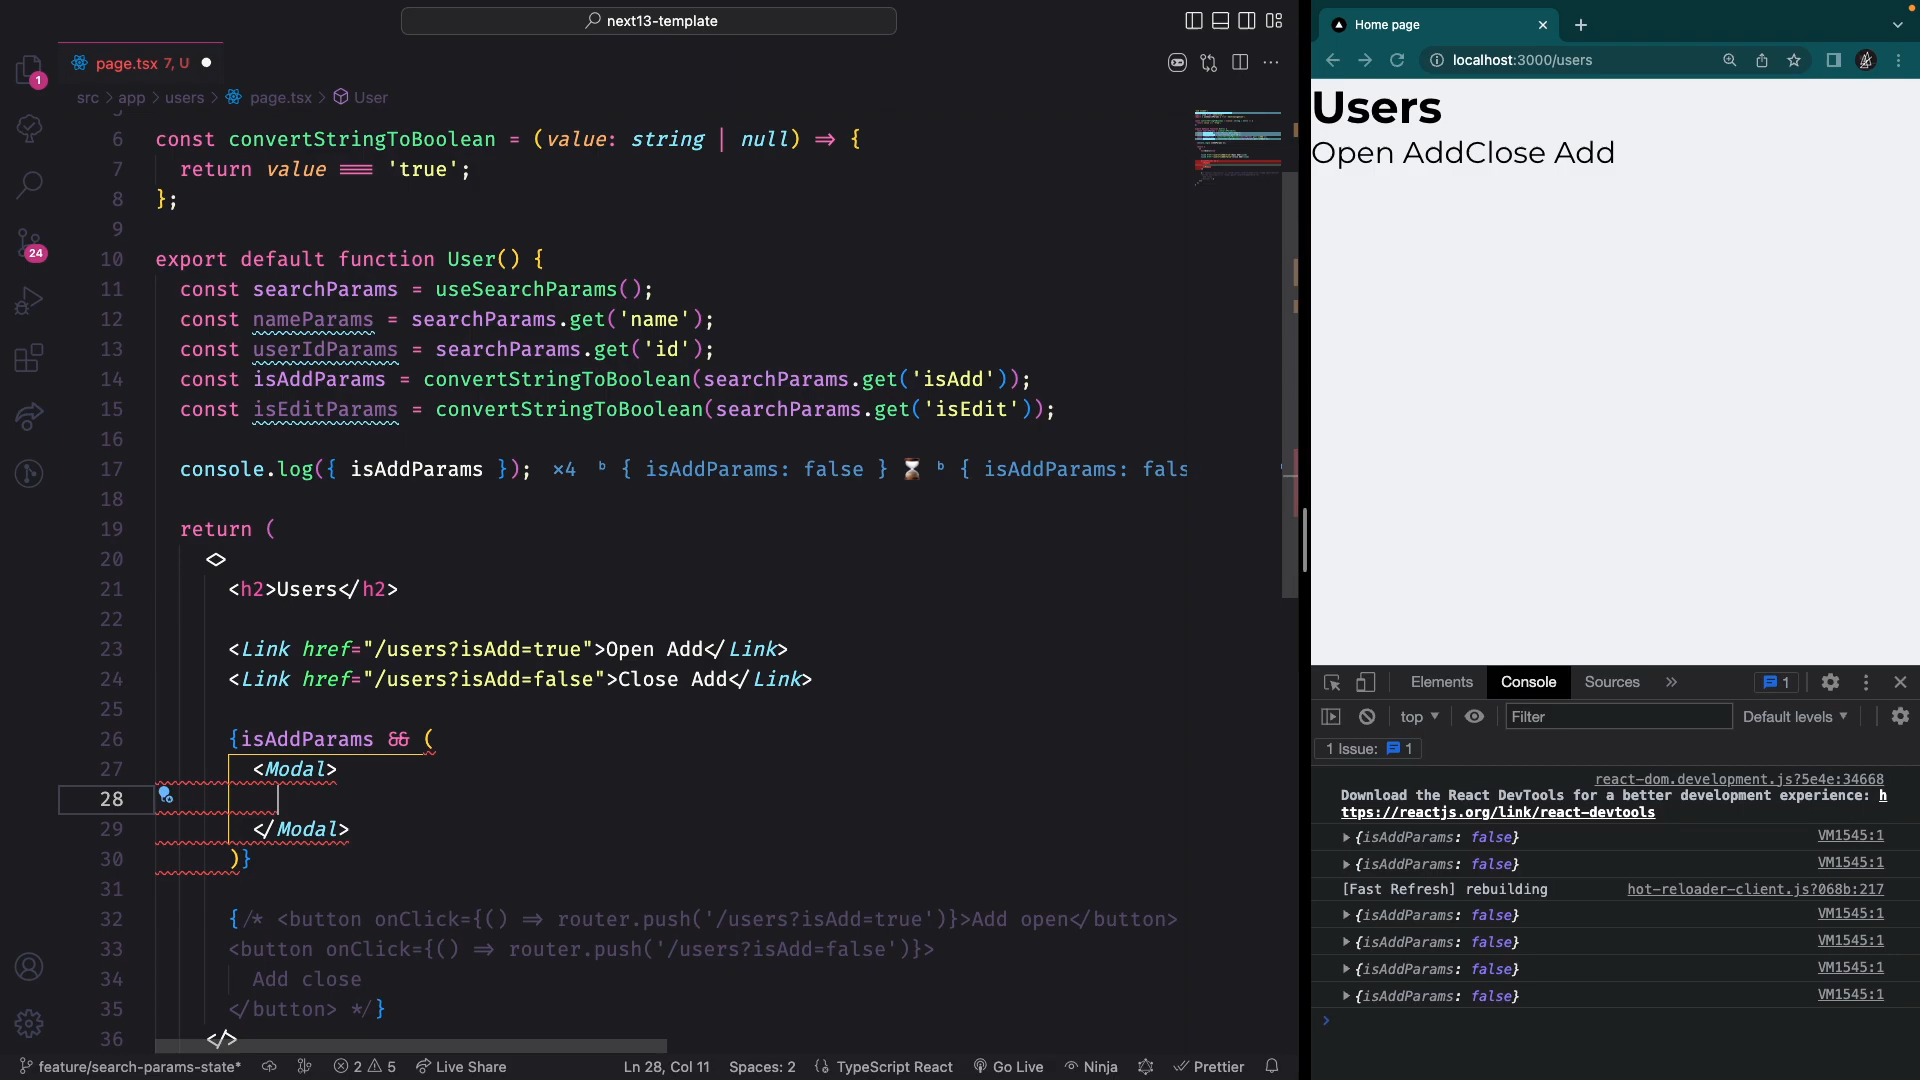 next13-template
page.tsx 7, U
src > app > users > page.tsx > User
1
24
6 const convertStringToBoolean = (value: string | null) => {
7 return value === 'true';
8 };
9
10 export default function User() {
11 const searchParams = useSearchParams();
12 const nameParams = searchParams.get('name');
13 const userIdParams = searchParams.get('id');
14 const isAddParams = convertStringToBoolean(searchParams.get('isAdd'));
15 const isEditParams = convertStringToBoolean(searchParams.get('isEdit'));
16
17 console.log({ isAddParams }); ×4 ᵇ { isAddParams: false } ⌛ ᵇ { isAddParams: fals
18
19 return (
20 <>
21 <h2>Users</h2>
22
23 <Link href="/users?isAdd=true">Open Add</Link>
24 <Link href="/users?isAdd=false">Close Add</Link>
25
26 {isAddParams && (
27 <Modal>
28
29 </Modal>
30 )}
31
32 {/* <button onClick={() => router.push('/users?isAdd=true')}>Add open</button>
33 <button onClick={() => router.push('/users?isAdd=false')}>
34 Add close
35 </button> */}
36 </>
feature/search-params-state* 2 5 Live Share Ln 28, Col 11 Spaces: 2 TypeScript React Go Live Ninja Prettier
Home page
localhost:3000/users
Users
Open AddClose Add
Elements Console Sources » 1
top Filter Default levels
1 Issue: 1
react-dom.development.js?5e4e:34668
Download the React DevTools for a better development experience: h
ttps://reactjs.org/link/react-devtools
{isAddParams: false} VM1545:1
{isAddParams: false} VM1545:1
[Fast Refresh] rebuilding hot-reloader-client.js?068b:217
{isAddParams: false} VM1545:1
{isAddParams: false} VM1545:1
{isAddParams: false} VM1545:1
{isAddParams: false} VM1545:1